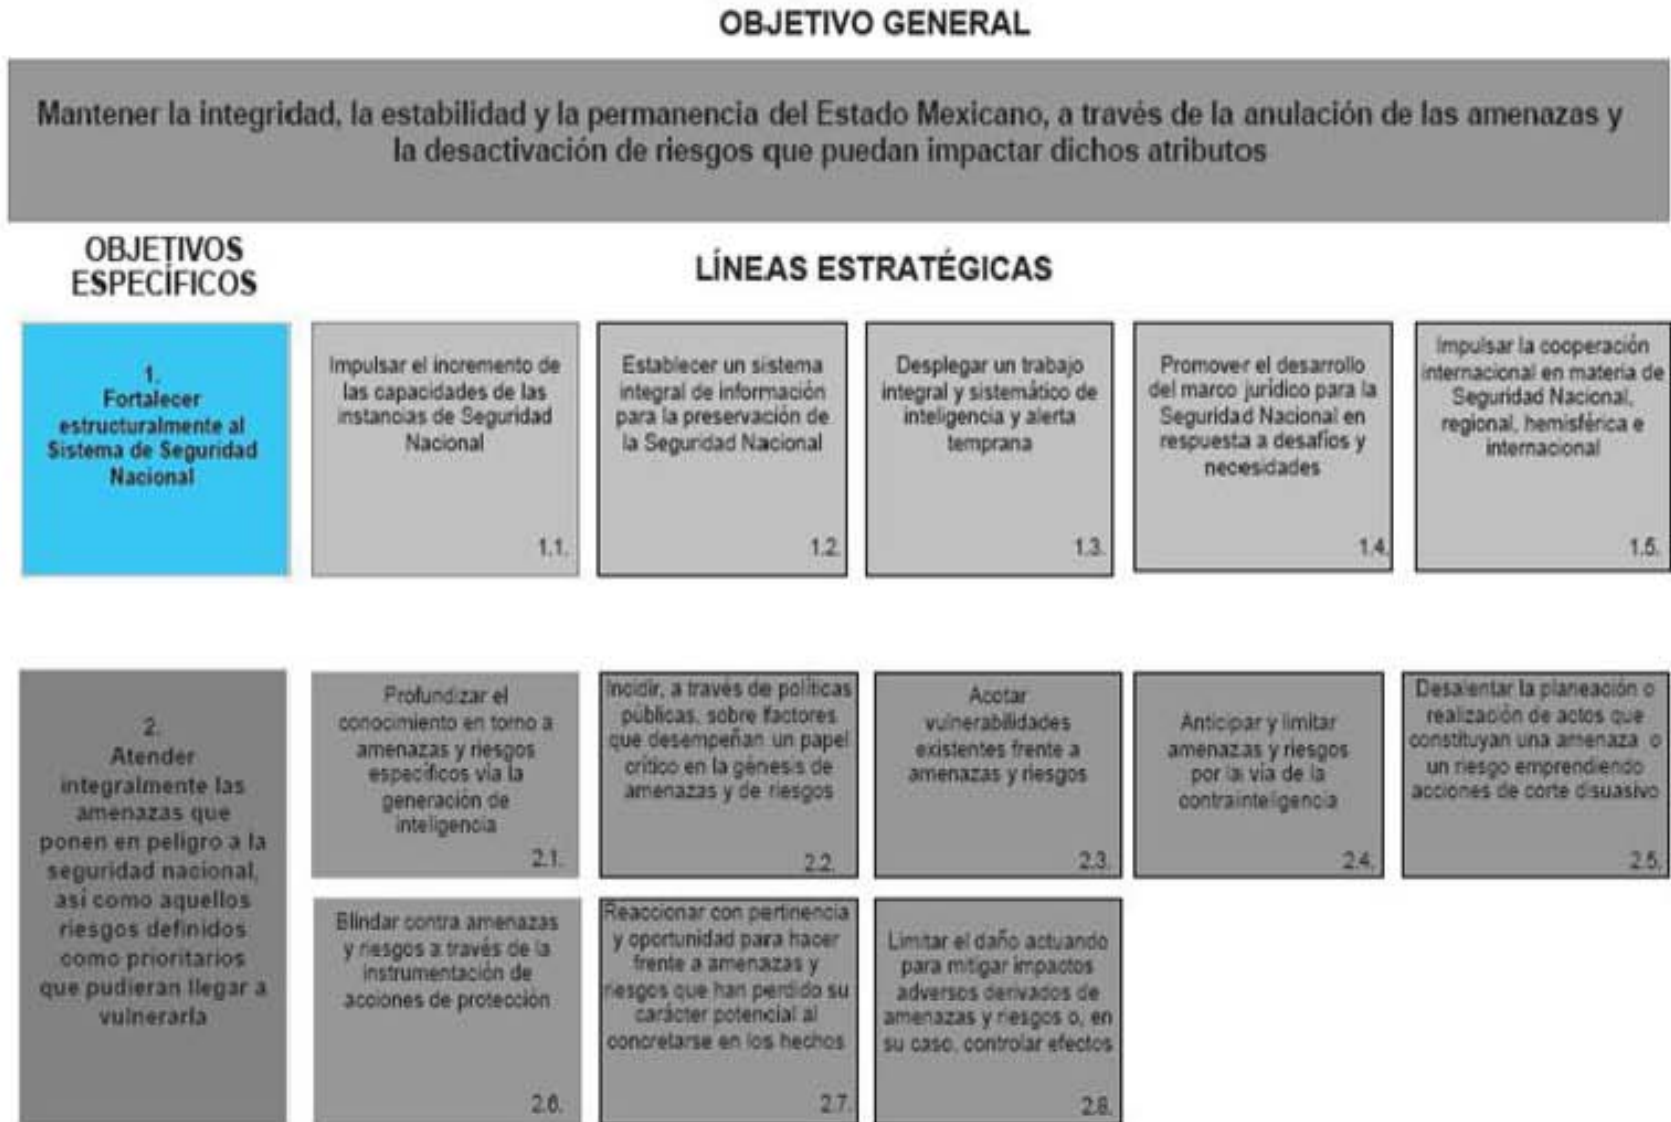 OBJETIVO GENERAL
Mantener la integridad, la estabilidad y la permanencia del Estado Mexicano, a través de la anulación de las amenazas y
la desactivación de riesgos que puedan impactar dichos atributos
OBJETIVOS
ESPECÍFICOS
LÍNEAS ESTRATÉGICAS
1.
Fortalecer
estructuralmente al
Sistema de Seguridad
Nacional
Impulsar el incremento de
las capacidades de las
instancias de Seguridad
Nacional
1.1.
Establecer un sistema
integral de información
para la preservación de
la Seguridad Nacional
1.2.
Desplegar un trabajo
integral y sistemático de
inteligencia y alerta
temprana
1.3.
Promover el desarrollo
del marco jurídico para la
Seguridad Nacional en
respuesta a desafíos y
necesidades
1.4.
Impulsar la cooperación
internacional en materia de
Seguridad Nacional,
regional, hemisférica e
internacional
1.5.
2.
Atender
integralmente las
amenazas que
ponen en peligro a la
seguridad nacional,
así como aquellos
riesgos definidos
como prioritarios
que pudieran llegar a
vulnerarla
Profundizar el
conocimiento en torno a
amenazas y riesgos
específicos vía la
generación de
inteligencia
2.1.
Incidir, a través de políticas
públicas, sobre factores
que desempeñan un papel
crítico en la génesis de
amenazas y de riesgos
2.2.
Acotar
vulnerabilidades
existentes frente a
amenazas y riesgos
2.3.
Anticipar y limitar
amenazas y riesgos
por la vía de la
contrainteligencia
2.4.
Desalentar la planeación o
realización de actos que
constituyan una amenaza o
un riesgo emprendiendo
acciones de corte disuasivo
2.5.
Blindar contra amenazas
y riesgos a través de la
instrumentación de
acciones de protección
2.6.
Reaccionar con pertinencia
y oportunidad para hacer
frente a amenazas y
riesgos que han perdido su
carácter potencial al
concretarse en los hechos
2.7.
Limitar el daño actuando
para mitigar impactos
adversos derivados de
amenazas y riesgos o, en
su caso, controlar efectos
2.8.